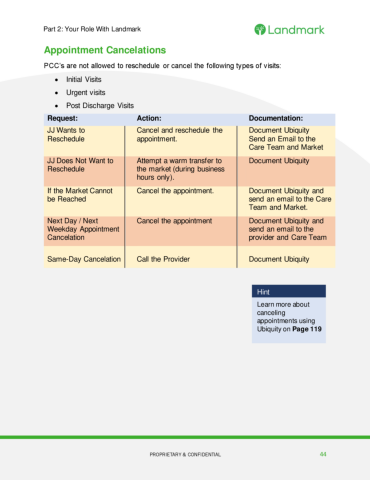 Part 2: Your Role With Landmark
Landmark
Appointment Cancelations
PCC's are not allowed to reschedule or cancel the following types of visits:
• Initial Visits
• Urgent visits
• Post Discharge Visits
Request: Action: Documentation:
JJ Wants to Cancel and reschedule the Document Ubiquity
Reschedule appointment. Send an Email to the
Care Team and Market
JJ Does Not Want to Attempt a warm transfer to Document Ubiquity
Reschedule the market (during business
hours only).
If the Market Cannot Cancel the appointment. Document Ubiquity and
be Reached send an email to the Care
Team and Market.
Next Day / Next Cancel the appointment Document Ubiquity and
Weekday Appointment send an email to the
Cancelation provider and Care Team
Same-Day Cancelation Call the Provider Document Ubiquity
Hint
Learn more about
canceling
appointments using
Ubiquity on Page 119
PROPRIETARY & CONFIDENTIAL 44